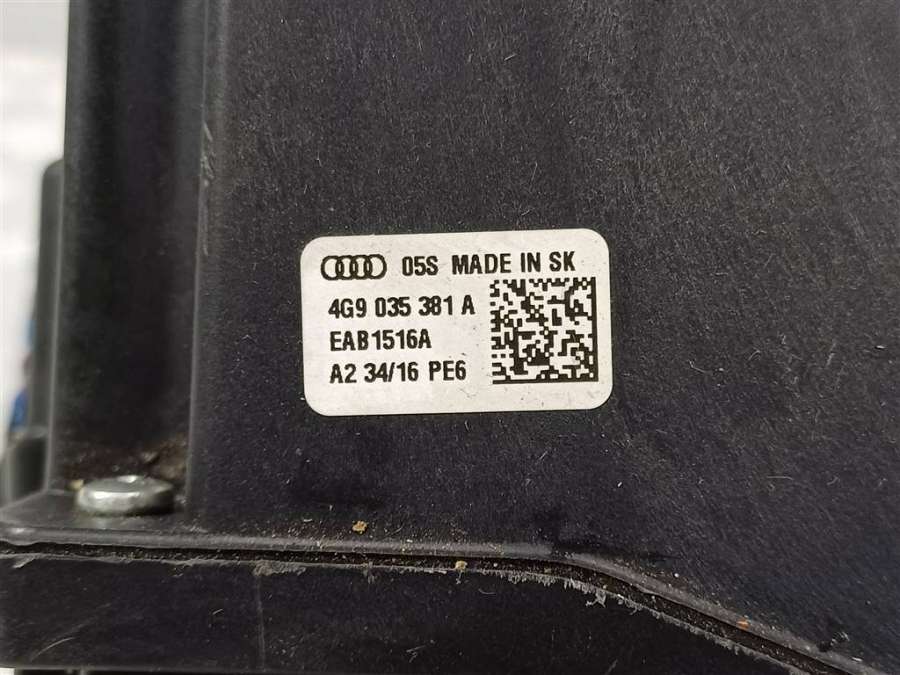 05S MADE IN SK
4G9 035 381 A
EAB1516A
A2 34/16 PE6